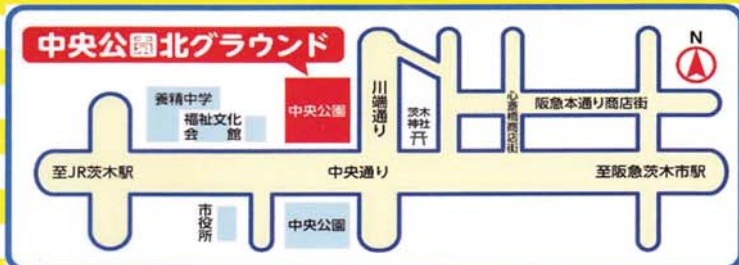 中央公園北グラウンド
N
養精中学
福祉文化
会館
中央公園
川端通り
茨木
神社
心斎橋商店街
阪急本通り商店街
至JR茨木駅
中央通り
至阪急茨木市駅
市役所
中央公園